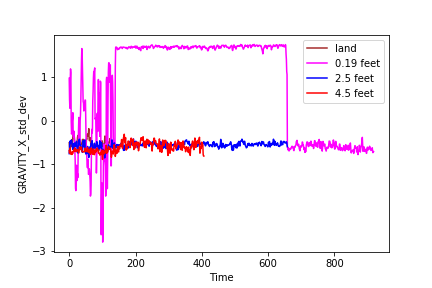 land
0.19 feet
2.5 feet
4.5 feet
1
0
−1
−2
−3
GRAVITY_X_std_dev
0 200 400 600 800
Time